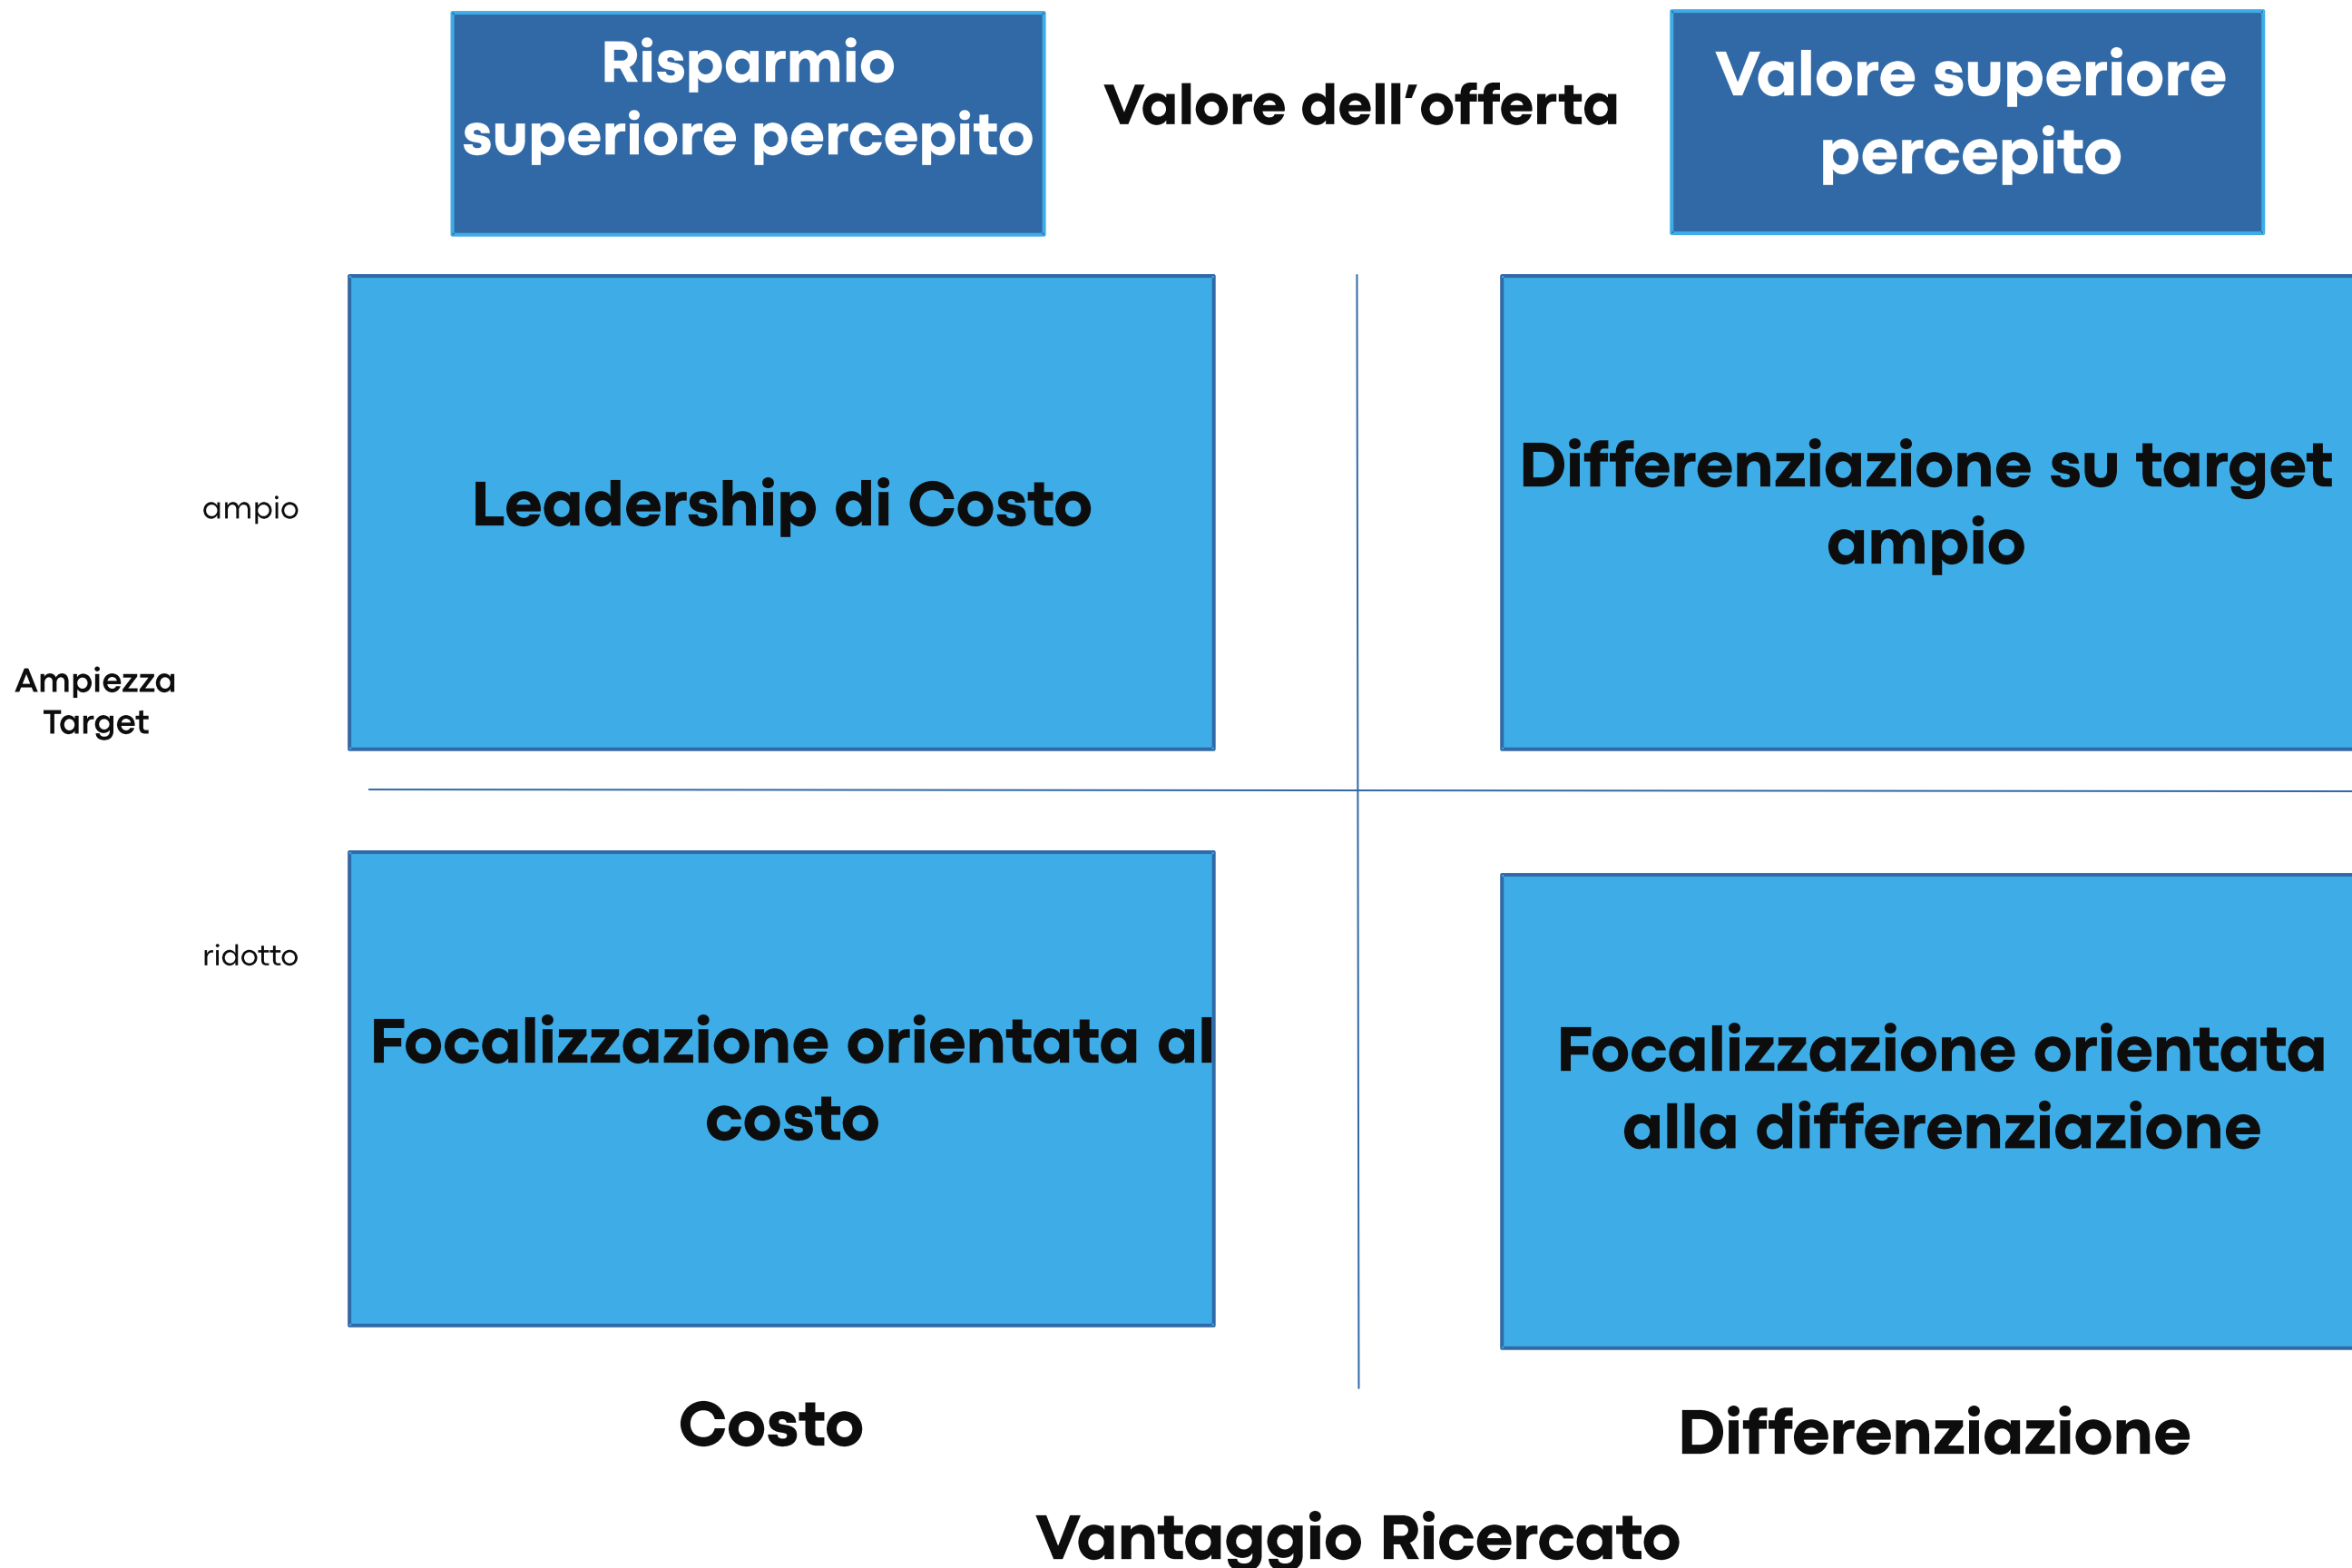 Risparmio
superiore percepito
Valore dell’offerta
Valore superiore
percepito
ampio
Leadership di Costo
Differenziazione su target
ampio
Ampiezza
Target
ridotto
Focalizzazione orientata al
costo
Focalizzazione orientata
alla differenziazione
Costo
Differenziazione
Vantaggio Ricercato